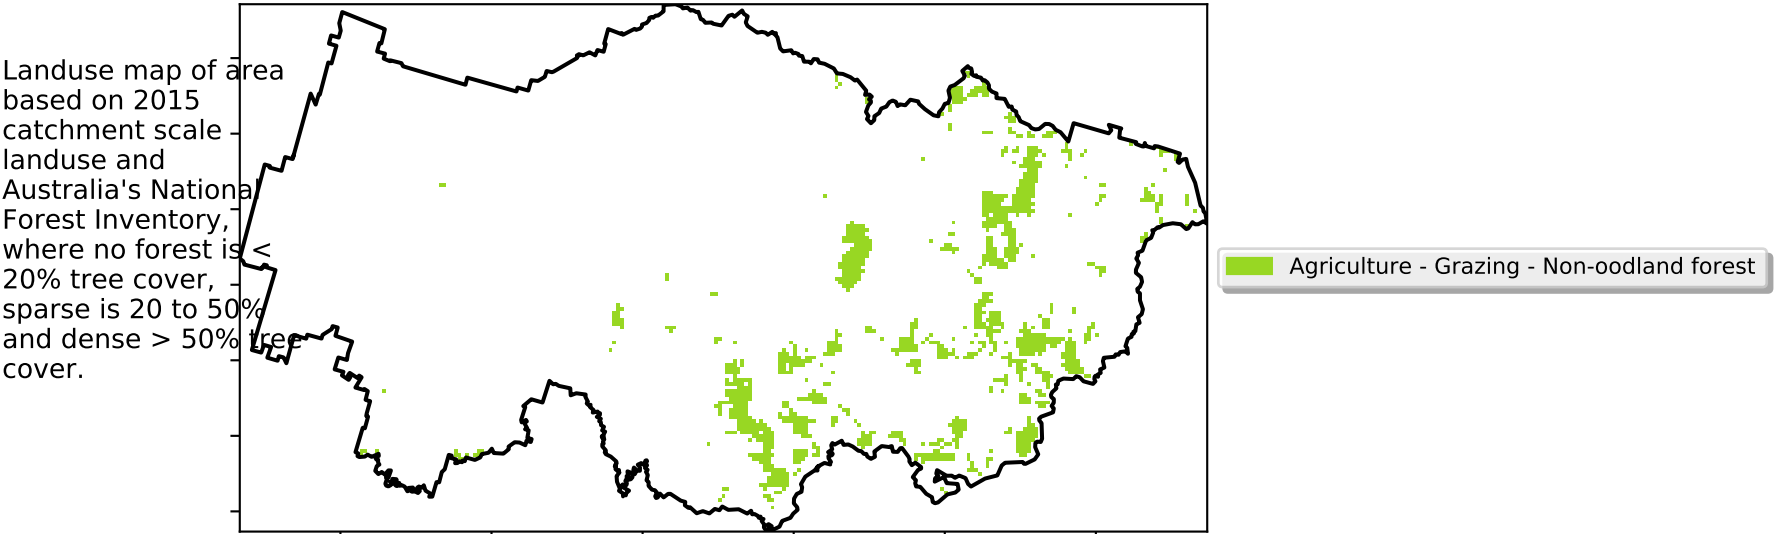 Landuse map of area
based on 2015
catchment scale
landuse and
Australia's National
Forest Inventory,
where no forest is <
20% tree cover,
sparse is 20 to 50%
and dense > 50% tree
cover.
Agriculture - Grazing - Non-oodland forest